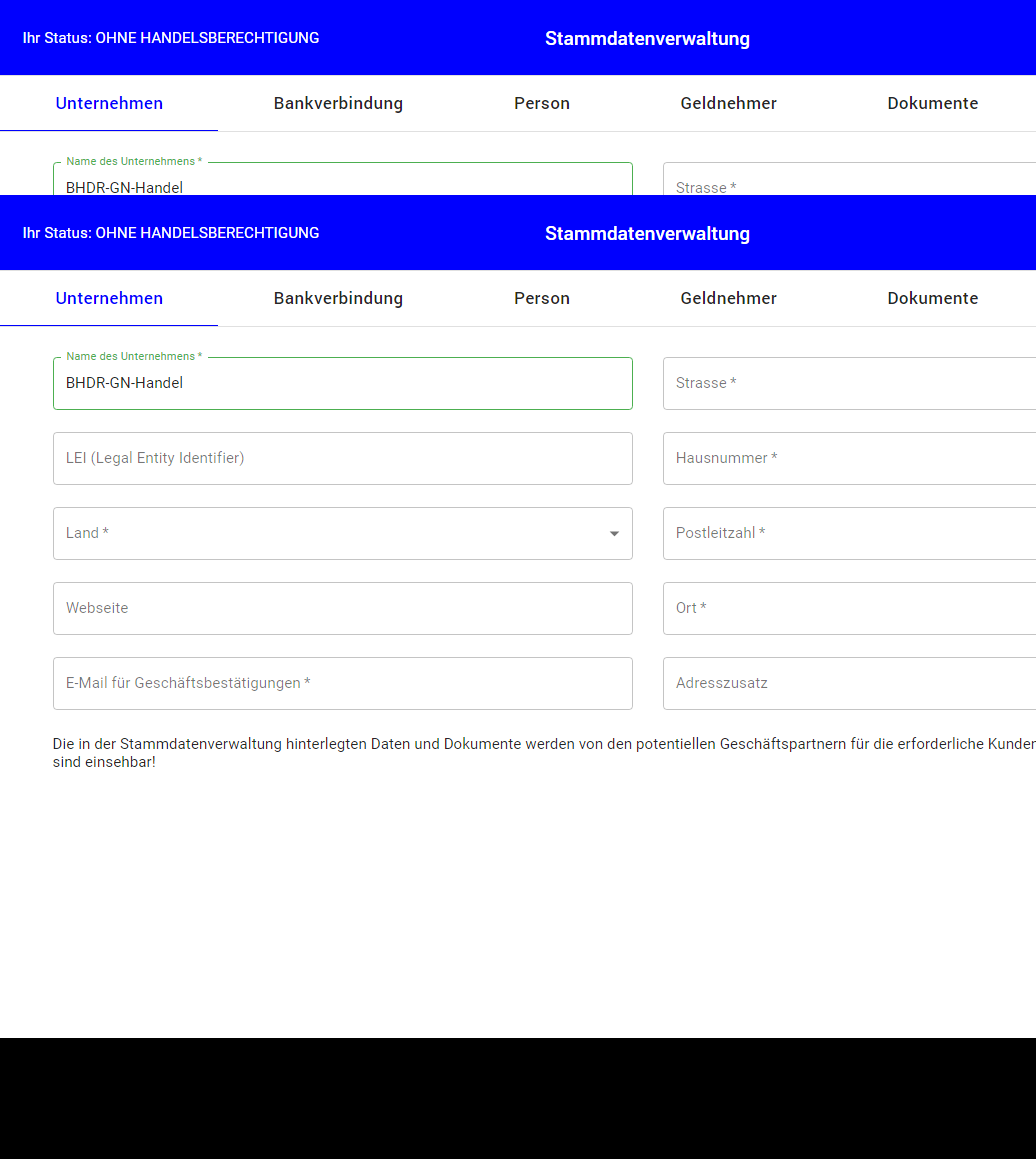 Ihr Status: OHNE HANDELSBERECHTIGUNG Stammdatenverwaltung
Unternehmen Bankverbindung Person Geldnehmer Dokumente
Name des Unternehmens *
BHDR-GN-Handel Strasse *
Ihr Status: OHNE HANDELSBERECHTIGUNG Stammdatenverwaltung
Unternehmen Bankverbindung Person Geldnehmer Dokumente
Name des Unternehmens *
BHDR-GN-Handel Strasse *
LEI (Legal Entity Identifier) Hausnummer *
Land * Postleitzahl *
Webseite Ort *
E-Mail für Geschäftsbestätigungen * Adresszusatz
Die in der Stammdatenverwaltung hinterlegten Daten und Dokumente werden von den potentiellen Geschäftspartnern für die erforderliche
sind einsehbar!